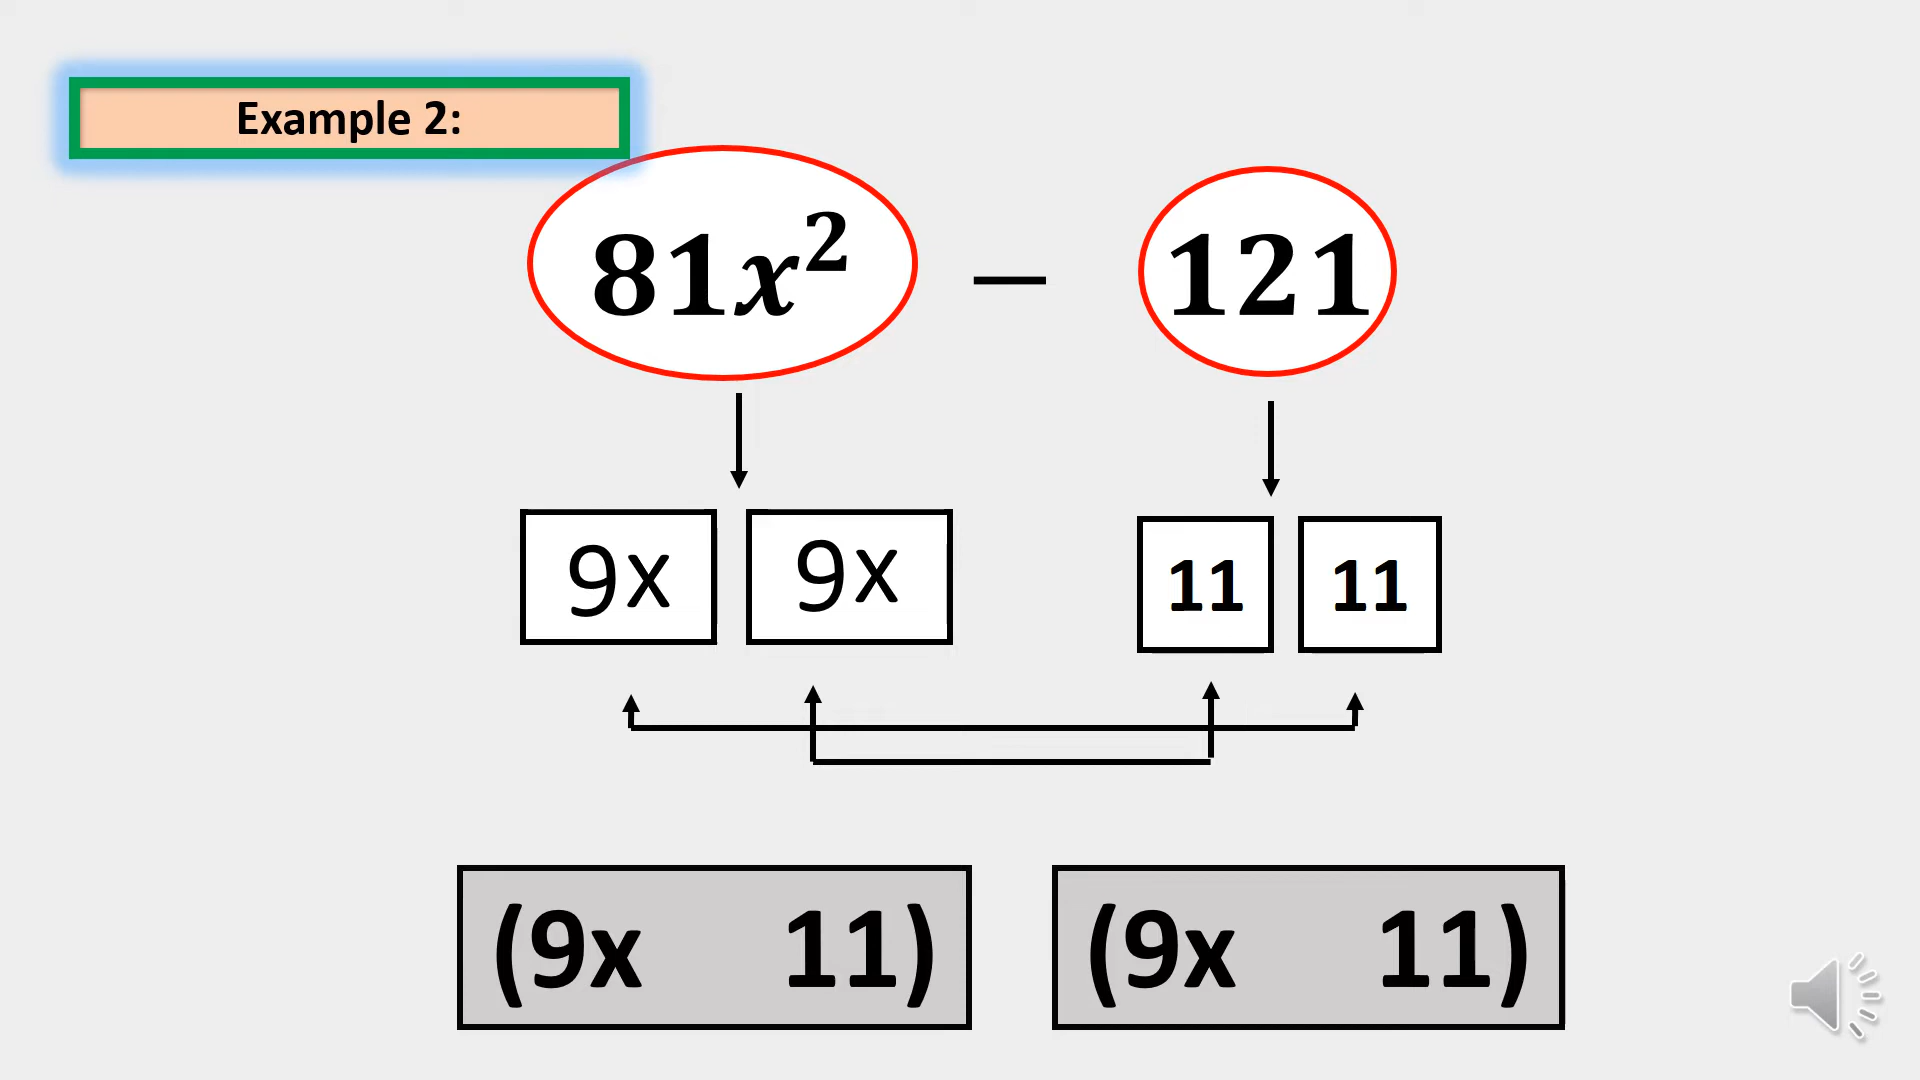 Example 2:
81x² − 121
9x 9x 11 11
(9x 11) (9x 11)